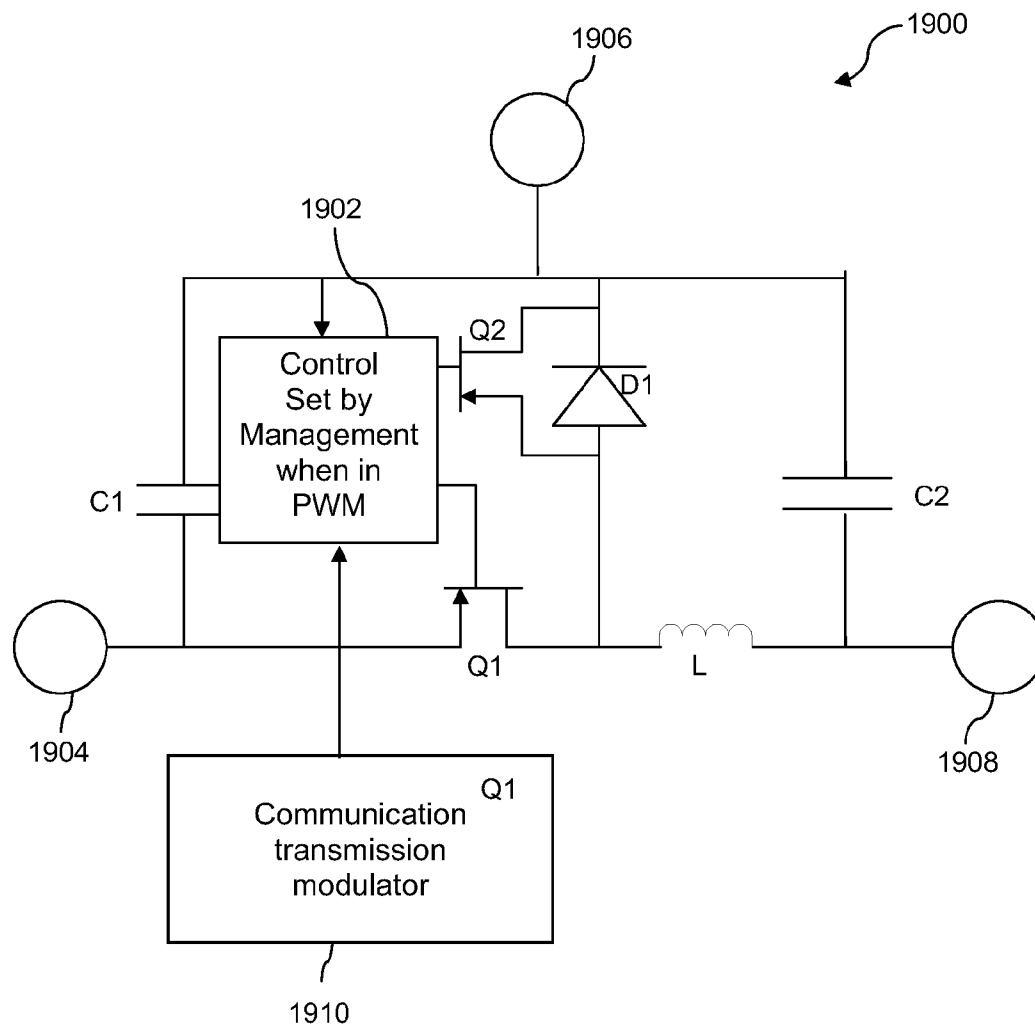 1900
1906
1902
Q2
Control
Set by
Management
when in
PWM
D1
C1
C2
Q1
L
1904
1908
Q1
Communication
transmission
modulator
1910